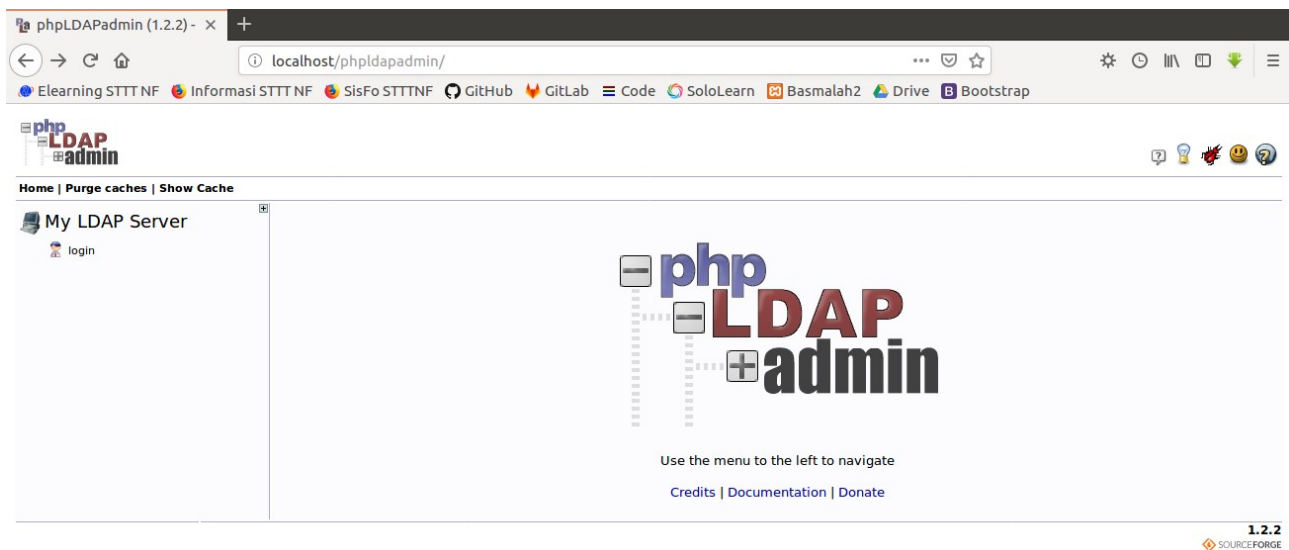 phpLDAPadmin (1.2.2) -
localhost/phpldapadmin/
Elearning STTT NF Informasi STTT NF SisFo STTTNF GitHub GitLab Code SoloLearn Basmalah2 Drive Bootstrap
php
LDAP
admin
Home | Purge caches | Show Cache
My LDAP Server
login
php
LDAP
admin
Use the menu to the left to navigate
Credits | Documentation | Donate
1.2.2
SOURCEFORGE